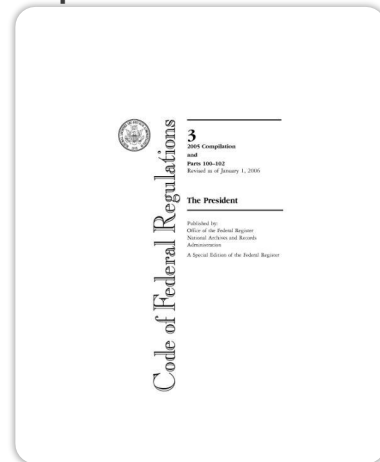 Code of Federal Regulations
3
2005 Compilation
and
Parts 100–102
Revised as of January 1, 2006
The President
Published by:
Office of the Federal Register
National Archives and Records
Administration
A Special Edition of the Federal Register